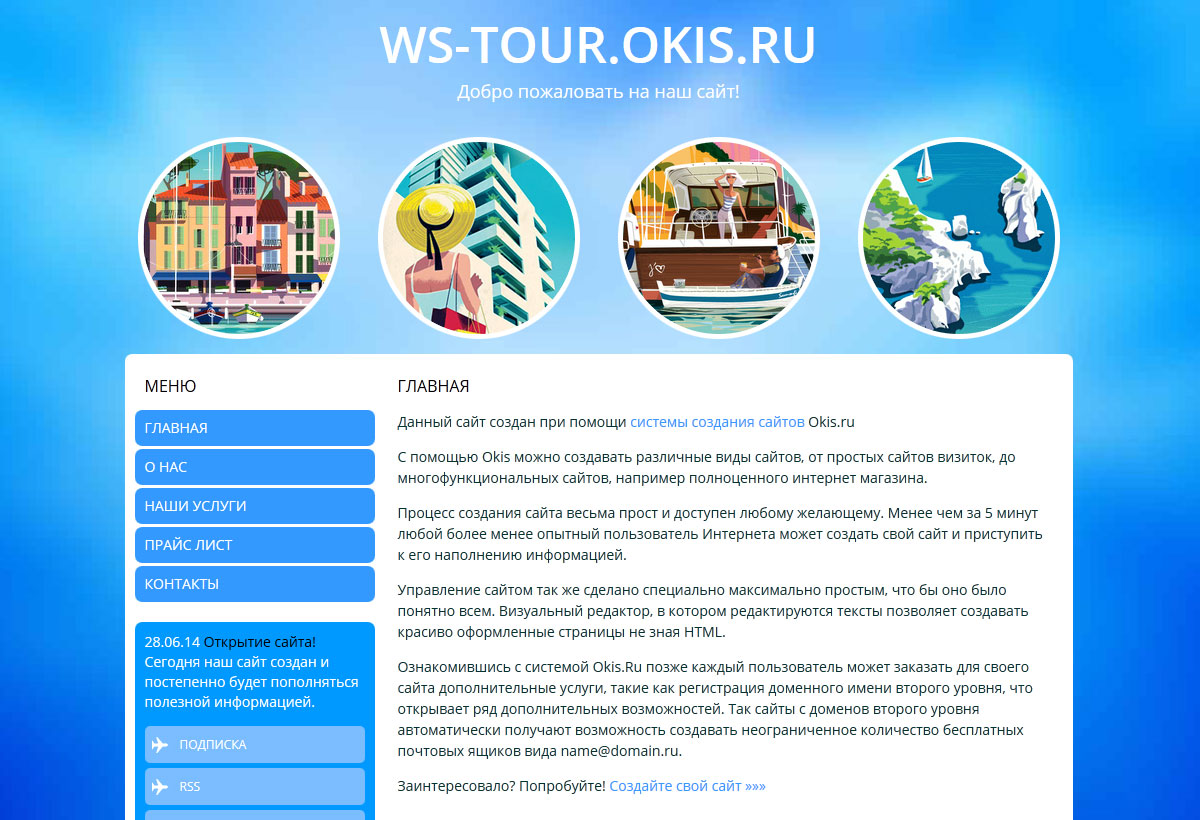 WS-TOUR.OKIS.RU
Добро пожаловать на наш сайт!
МЕНЮ
ГЛАВНАЯ
О НАС
НАШИ УСЛУГИ
ПРАЙС ЛИСТ
КОНТАКТЫ
28.06.14 Открытие сайта!
Сегодня наш сайт создан и
постепенно будет пополняться
полезной информацией.
ПОДПИСКА
RSS
ГЛАВНАЯ
Данный сайт создан при помощи системы создания сайтов Okis.ru
С помощью Okis можно создавать различные виды сайтов, от простых сайтов визиток, до
многофункциональных сайтов, например полноценного интернет магазина.
Процесс создания сайта весьма прост и доступен любому желающему. Менее чем за 5 минут
любой более менее опытный пользователь Интернета может создать свой сайт и приступить
к его наполнению информацией.
Управление сайтом так же сделано специально максимально простым, что бы оно было
понятно всем. Визуальный редактор, в котором редактируются тексты позволяет создавать
красиво оформленные страницы не зная HTML.
Ознакомившись с системой Okis.Ru позже каждый пользователь может заказать для своего
сайта дополнительные услуги, такие как регистрация доменного имени второго уровня, что
открывает ряд дополнительных возможностей. Так сайты с доменов второго уровня
автоматически получают возможность создавать неограниченное количество бесплатных
почтовых ящиков вида name@domain.ru.
Заинтересовало? Попробуйте! Создайте свой сайт »»»